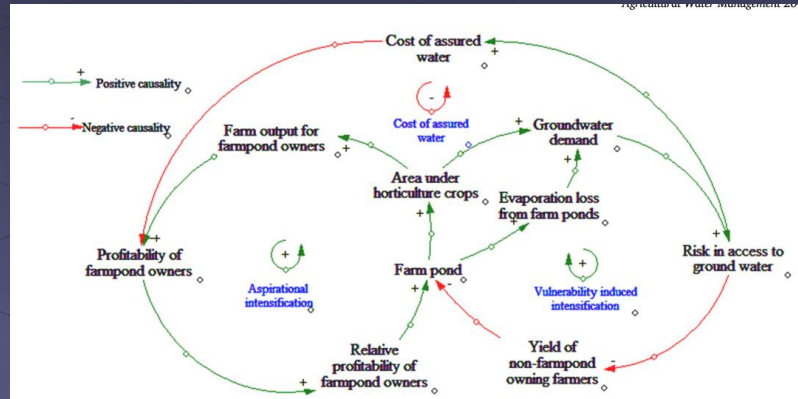 Agricultural Water Management 20
Cost of assured
water
+
+
Positive causality
-
Negative causality
-
Cost of assured
water
Farm output for
farmpond owners
+
+
Groundwater
demand
+
Area under
horticulture crops
+
Evaporation loss
from farm ponds
+
+
Profitability of
farmpond owners
+
Aspirational
intensification
Farm pond
+
-
+
Vulnerability induced
intensification
+
Risk in access to
ground water
Relative
profitability of
farmpond owners
+
Yield of
non-farmpond
owning farmers
-